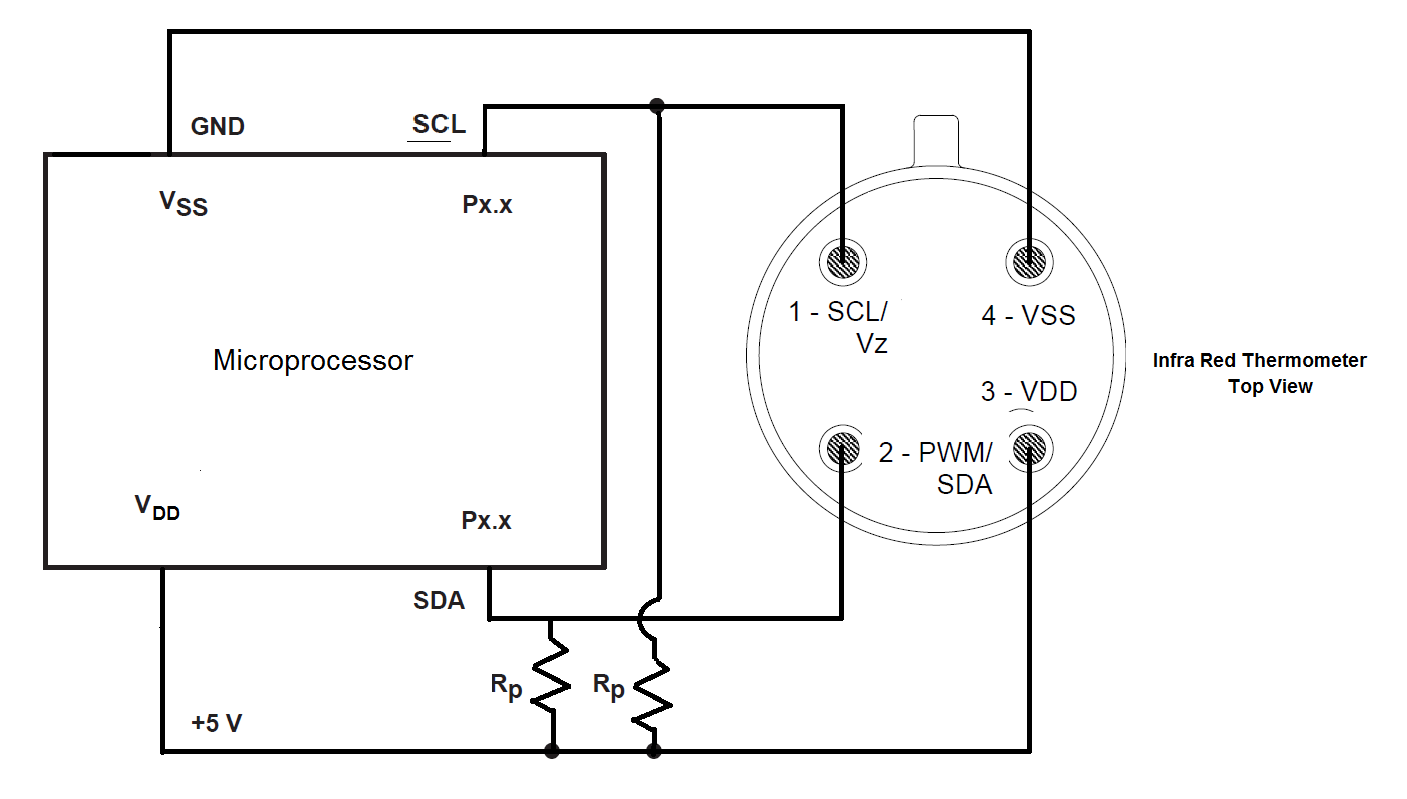 GND
SCL
VSS
Px.x
1 - SCL/
Vz
4 - VSS
Microprocessor
Infra Red Thermometer
Top View
3 - VDD
2 - PWM/
SDA
VDD
Px.x
SDA
Rp
Rp
+5 V